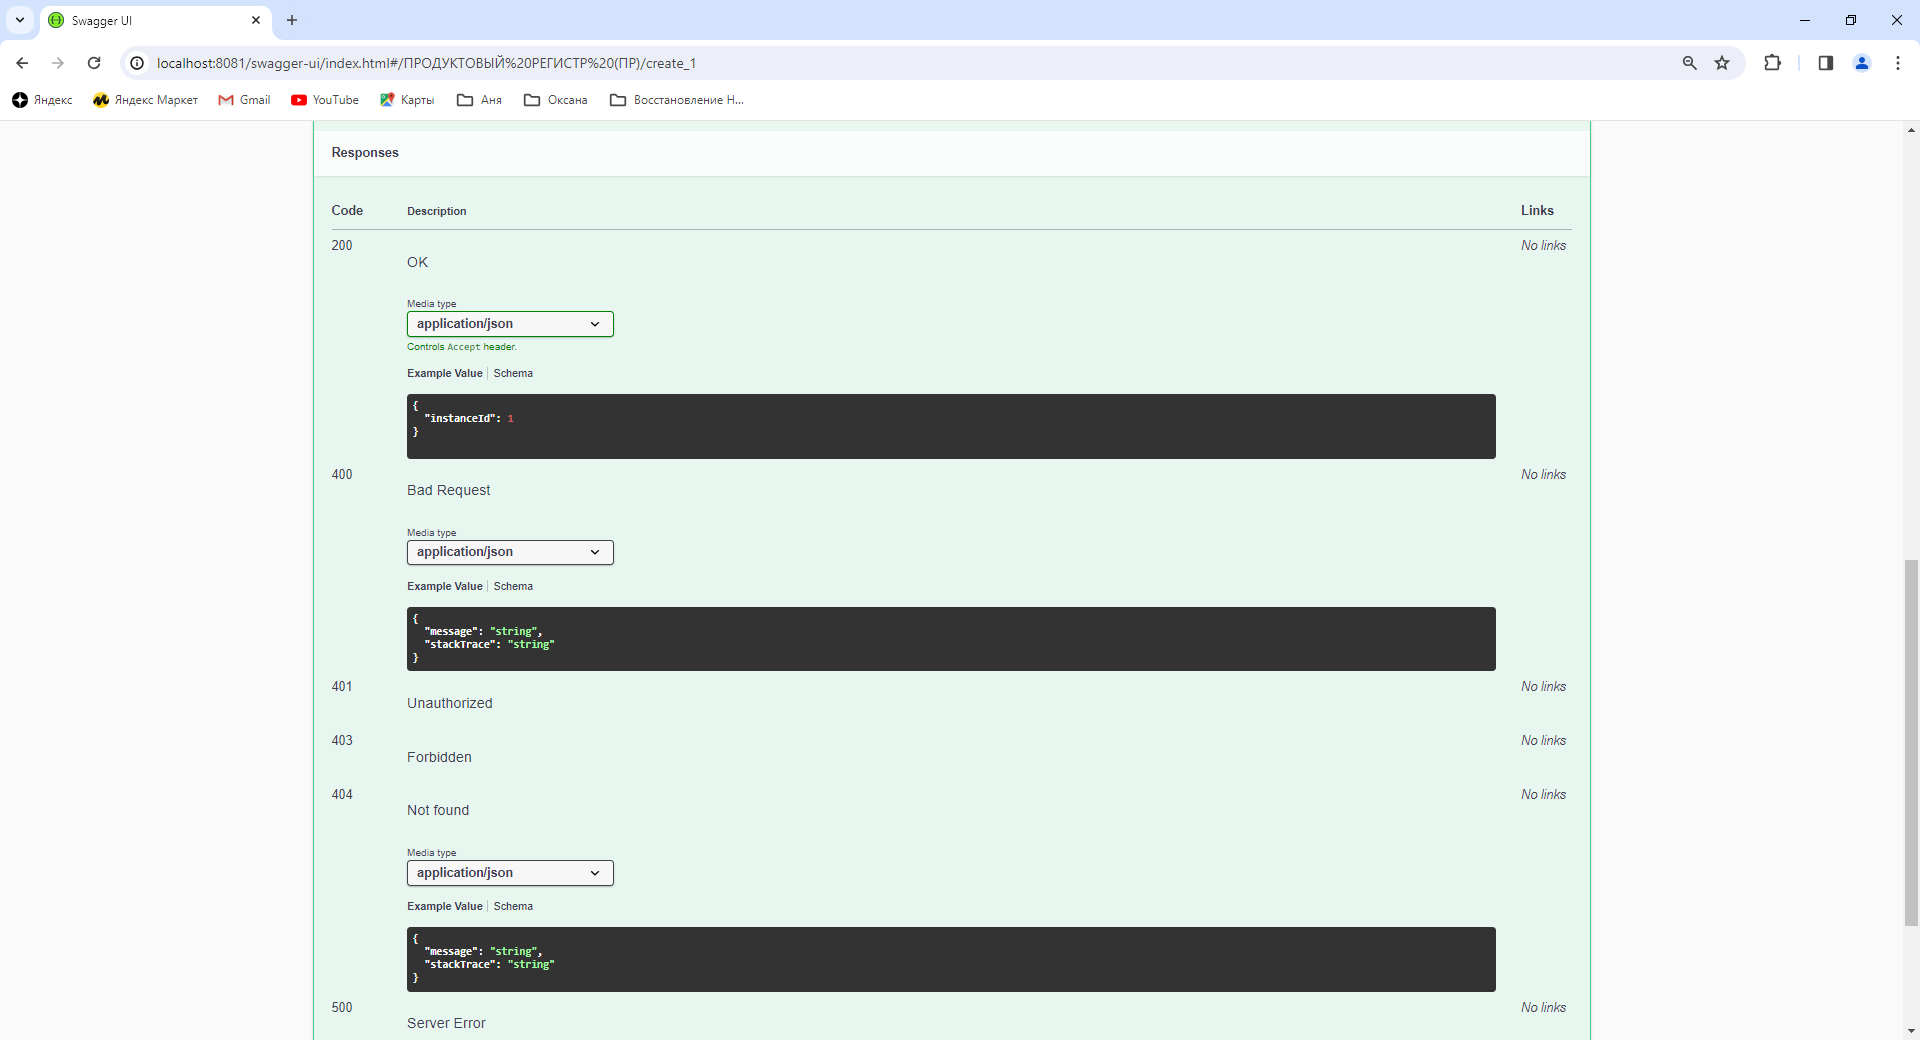 Swagger UI
localhost:8081/swagger-ui/index.html#/ПРОДУКТОВЫЙ%20РЕГИСТР%20(ПР)/create_1
Яндекс Яндекс Маркет Gmail YouTube Карты Аня Оксана Восстановление Н...
Responses
Code Description Links
200 No links
OK
Media type
application/json
Controls Accept header.
Example Value Schema
{
"instanceId": 1
}
400 No links
Bad Request
Media type
application/json
Example Value Schema
{
"message": "string",
"stackTrace": "string"
}
401 No links
Unauthorized
403 No links
Forbidden
404 No links
Not found
Media type
application/json
Example Value Schema
{
"message": "string",
"stackTrace": "string"
}
500 No links
Server Error